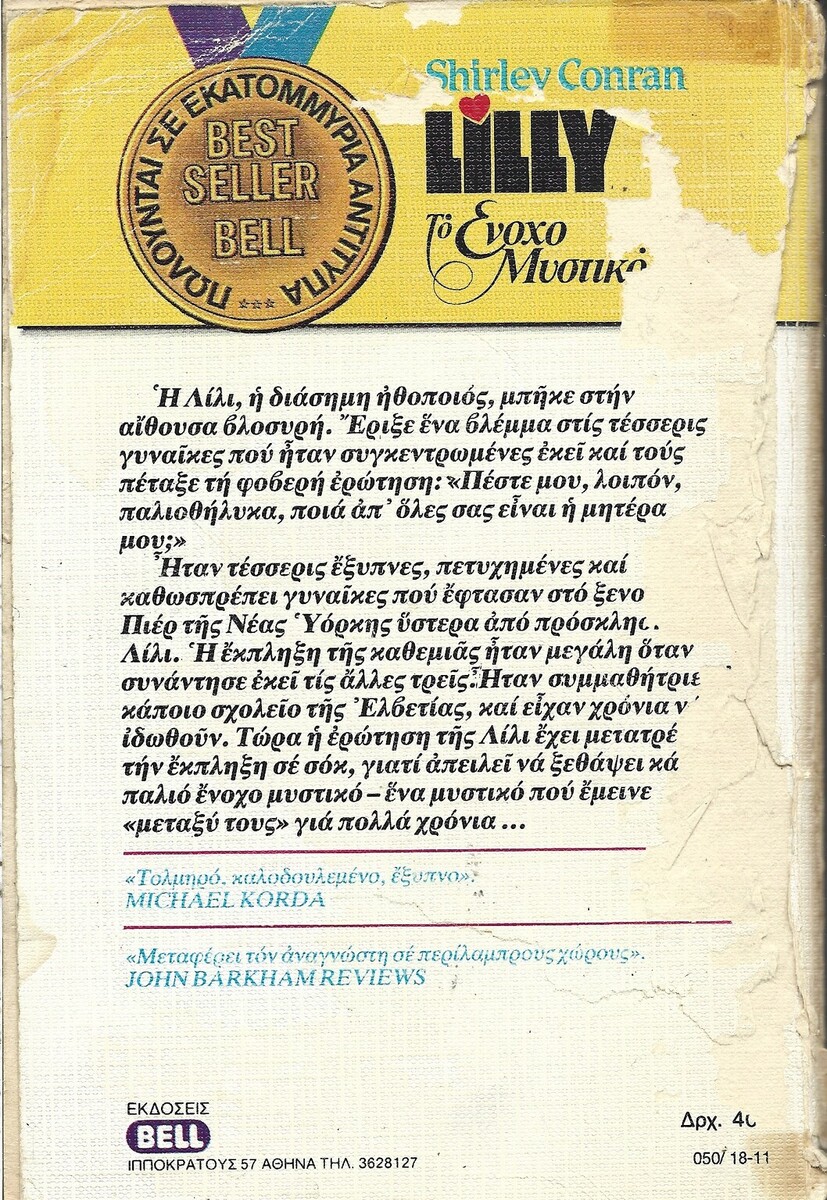 ΠΩΛΟΥΝΤΑΙ ΣΕ ΕΚΑΤΟΜΜΥΡΙΑ ΑΝΤΙΤΥΠΑ
BEST
SELLER
BELL
Shirley Conran
LILLY
Τὸ Ένοχο
Μυστικό
Ἡ Λίλι, ἡ διάσημη ἠθοποιός, μπῆκε στήν
αἴθουσα βλοσυρή. Ἔριξε ἕνα βλέμμα στίς τέσσερις
γυναῖκες πού ἦταν συγκεντρωμένες ἐκεῖ καί τούς
πέταξε τή φοβερή ἐρώτηση: «Πέστε μου, λοιπόν,
παλιοθήλυκα, ποιά ἀπ' ὅλες σας εἶναι ἡ μητέρα
μου;»
Ἦταν τέσσερις ἔξυπνες, πετυχημένες καί
καθωσπρέπει γυναῖκες πού ἔφτασαν στό ξενο
Πιέρ τῆς Νέας Ὑόρκης ὕστερα ἀπό
Λίλι. Ἡ ἔκπληξη τῆς καθεμιᾶς ἦταν μεγάλη ὅταν
συνάντησε ἐκεῖ τίς ἄλλες τρεῖς. Ἦταν συμμαθήτριε
κάποιο σχολεῖο τῆς Ἐλβετίας, καί εἶχαν χρόνια ν
ἰδωθοῦν. Τώρα ἡ ἐρώτηση τῆς Λίλι ἔχει μετατρέ
τήν ἔκπληξη σέ σόκ, γιατί ἀπειλεῖ νά ξεθάψει κά
παλιό ἔνοχο μυστικό – ἕνα μυστικό πού ἔμεινε
«μεταξύ τους» γιά πολλά χρόνια ...
«Τολμηρό, καλοδουλεμένο, ἔξυπνο».
MICHAEL KORDA
«Μεταφέρει τόν ἀναγνώστη σέ περίλαμπρους χώρους».
JOHN BARKHAM REVIEWS
ΕΚΔΟΣΕΙΣ
BELL
ΙΠΠΟΚΡΑΤΟΥΣ 57 ΑΘΗΝΑ ΤΗΛ. 3628127
Δρχ. 4
050/ 18-11